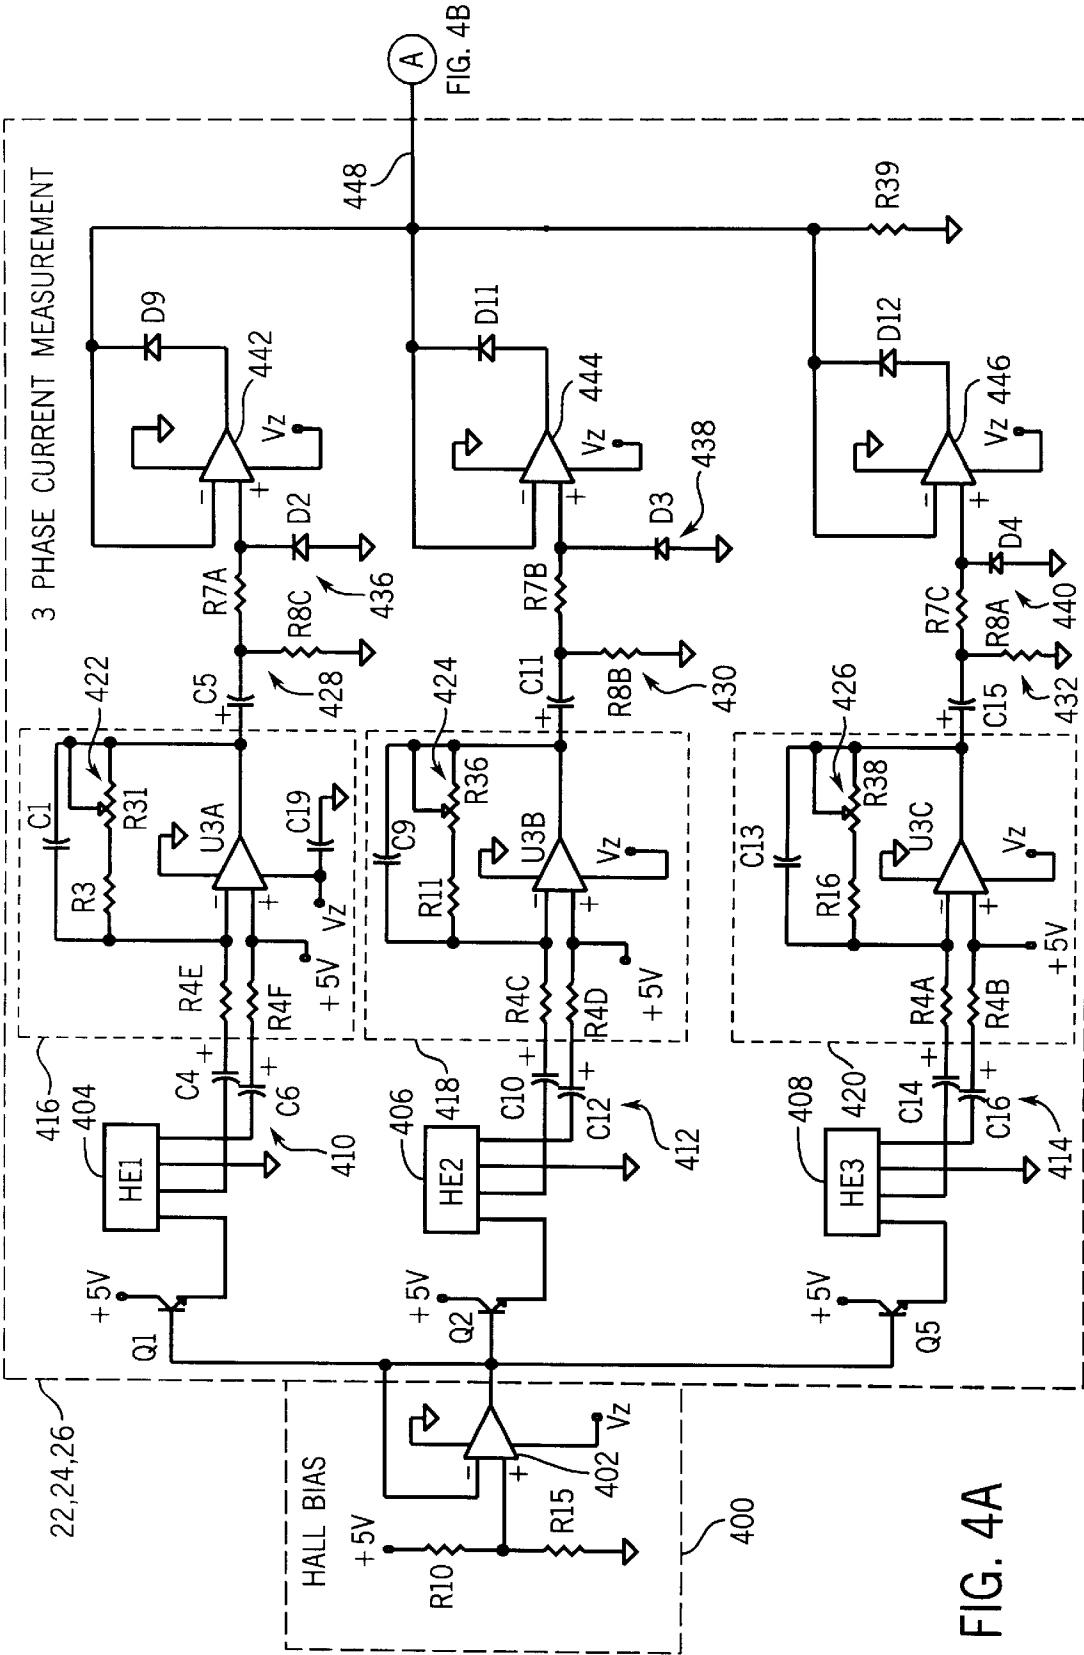 3 PHASE CURRENT MEASUREMENT
22,24,26
HALL BIAS
+5V
R10
R15
402
Vz
400
+5V
Q1
+5V
Q2
+5V
Q5
416
404
HE1
C4
+
C6
+
410
R4E
R4F
+5V
C1
R3
R31
422
U3A
-
+
Vz
C19
C5
+
428
R8C
R7A
436
D2
-
+
Vz
442
D9
418
406
HE2
C10
+
C12
+
412
R4C
R4D
+5V
C9
R11
R36
424
U3B
-
+
Vz
C11
+
R8B
430
R7B
D3
438
-
+
Vz
444
D11
420
408
HE3
C14
+
C16
+
414
R4A
R4B
+5V
C13
R16
R38
426
U3C
-
+
Vz
C15
+
432
R8A
R7C
440
D4
-
+
Vz
446
D12
R39
448
A
FIG. 4B
-
+
FIG. 4A